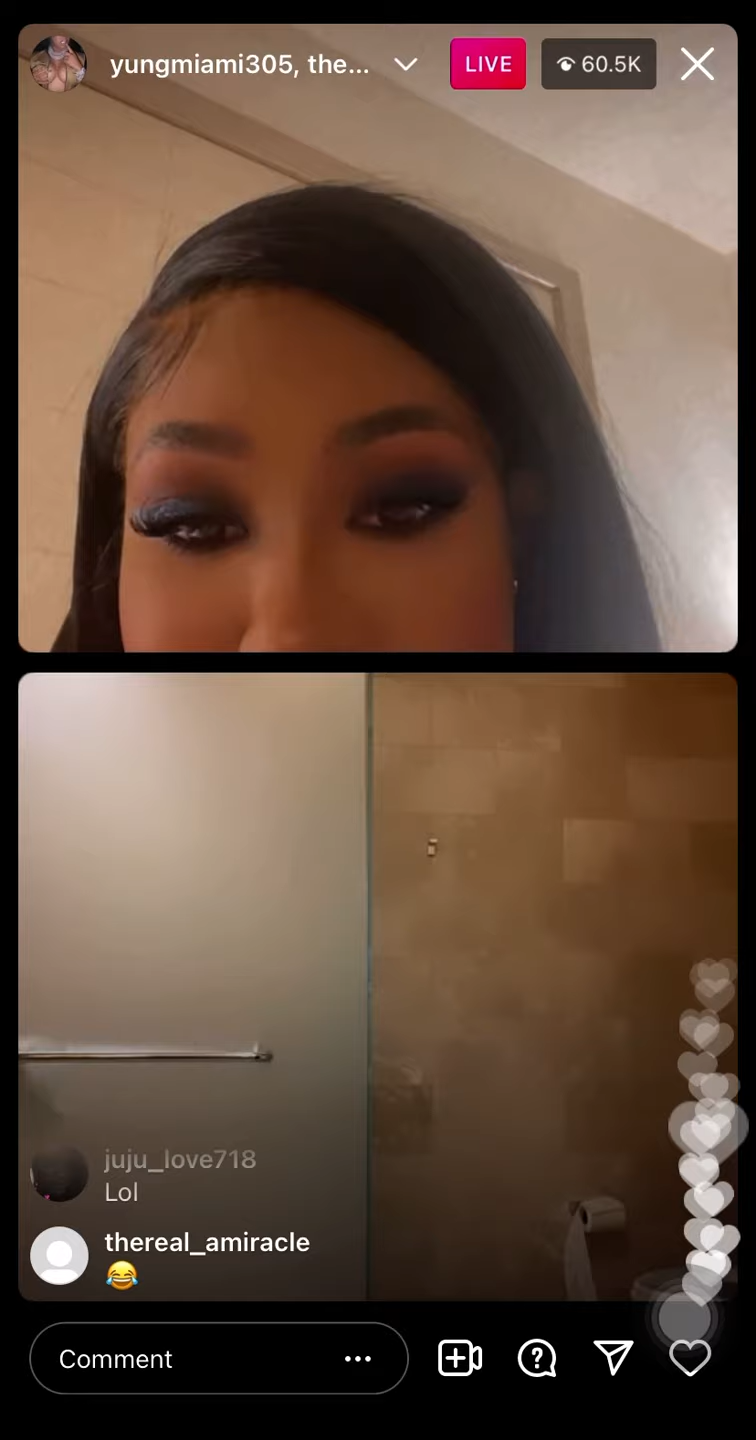 yungmiami305, the... LIVE 60.5K
juju_love718
Lol
thereal_amiracle
😂
Comment